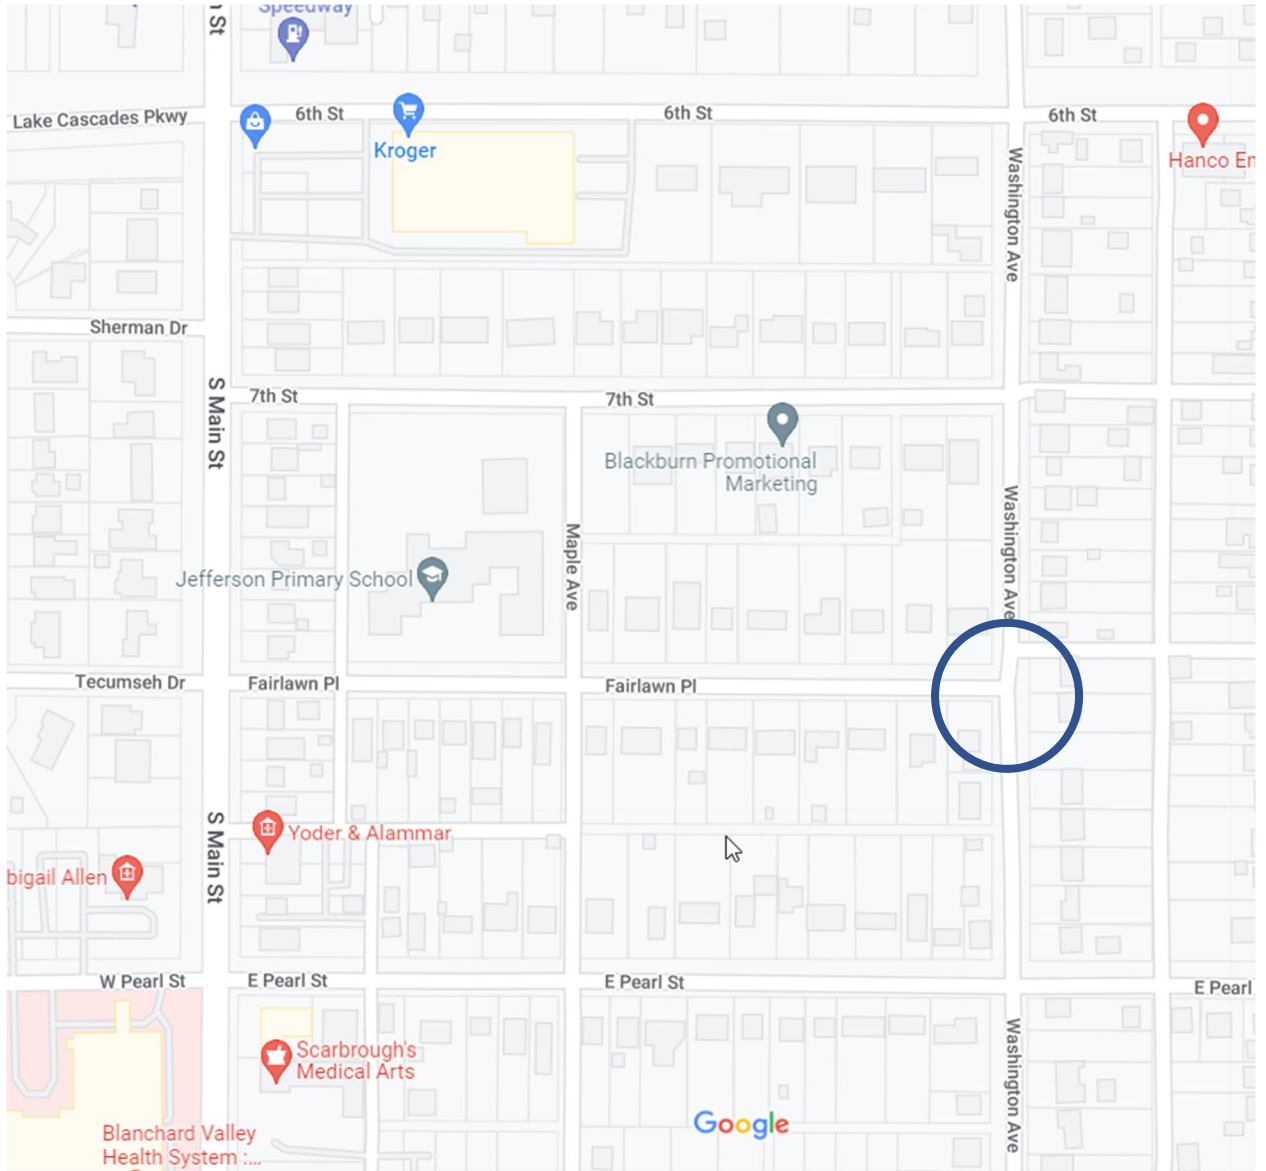 Speedway
n St
Lake Cascades Pkwy
6th St
6th St
6th St
Kroger
Hanco En
Washington Ave
Sherman Dr
S Main St
7th St
7th St
Blackburn Promotional
Marketing
Washington Ave
Maple Ave
Jefferson Primary School
Tecumseh Dr
Fairlawn Pl
Fairlawn Pl
S Main St
Yoder & Alammar
bigail Allen
W Pearl St
E Pearl St
E Pearl St
E Pearl
Scarbrough's
Medical Arts
Washington Ave
Google
Blanchard Valley
Health System :...